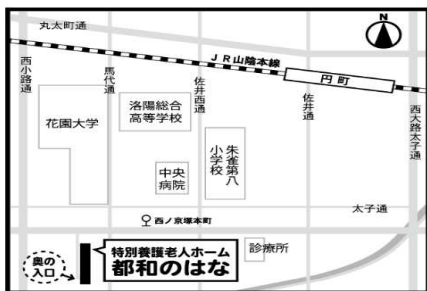 N
丸太町通
JR山陰本線
円町
西小路通
馬代通
佐井西通
佐井通
西大路太子通
花園大学
洛陽総合
高等学校
中央
病院
朱雀第八
小学校
太子通
西ノ京塚本町
診療所
奥の
入口
特別養護老人ホーム
都和のはな